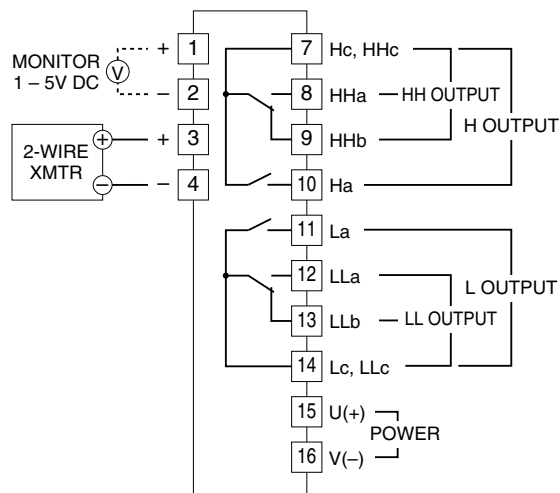 MONITOR
1 – 5V DC
V
+
–
1
2
2-WIRE
XMTR
+
–
+
–
3
4
7 Hc, HHc
8 HHa
HH OUTPUT
9 HHb
H OUTPUT
10 Ha
11 La
12 LLa
L OUTPUT
13 LLb
LL OUTPUT
14 Lc, LLc
15 U(+)
POWER
16 V(–)